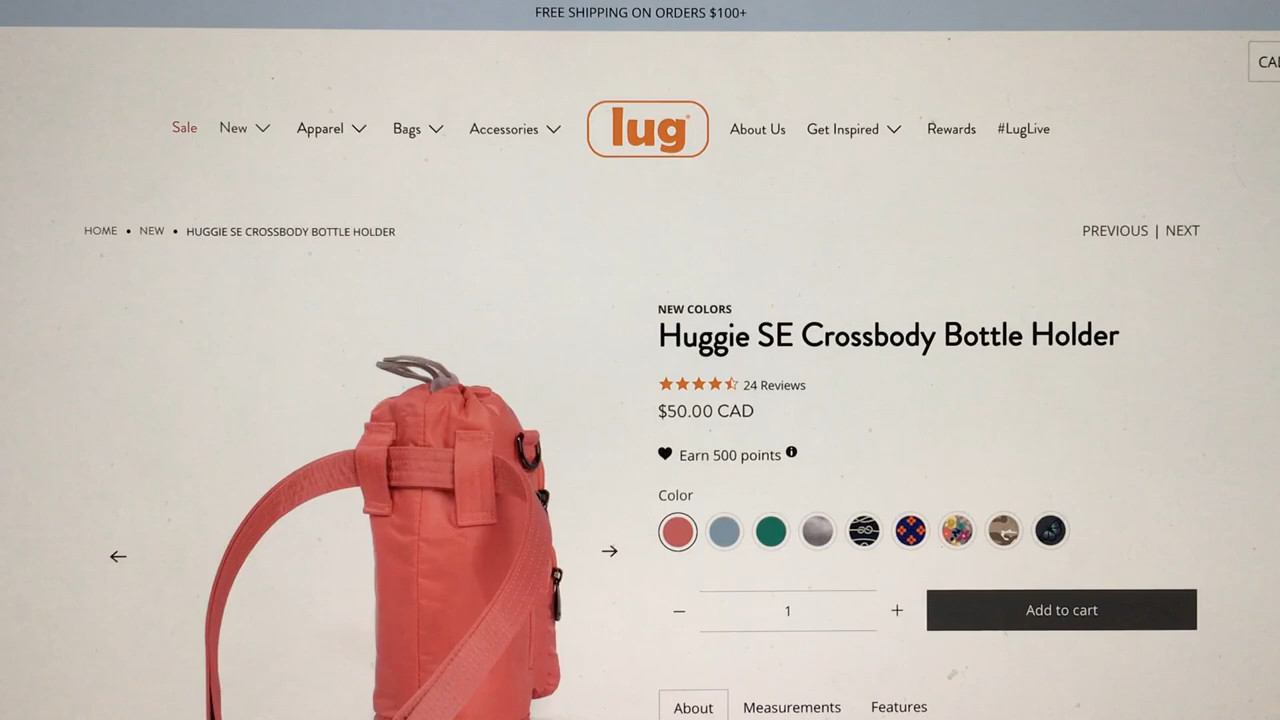 FREE SHIPPING ON ORDERS $100+
Sale New Apparel Bags Accessories lug About Us Get Inspired Rewards #LugLive
HOME • NEW • HUGGIE SE CROSSBODY BOTTLE HOLDER
PREVIOUS | NEXT
NEW COLORS
Huggie SE Crossbody Bottle Holder
24 Reviews
$50.00 CAD
Earn 500 points
Color
1
Add to cart
About Measurements Features